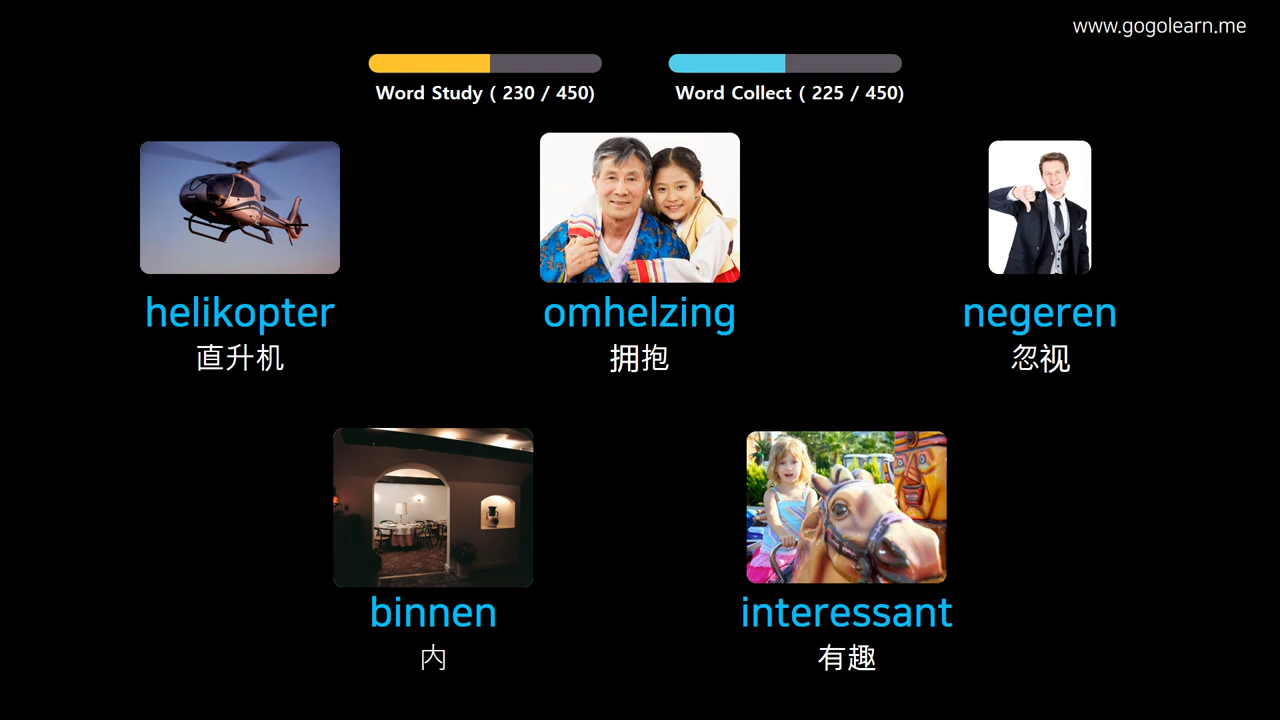 www.gogolearn.me
Word Study ( 230 / 450)
Word Collect ( 225 / 450)
helikopter
直升机
omhelzing
拥抱
negeren
忽视
binnen
内
interessant
有趣